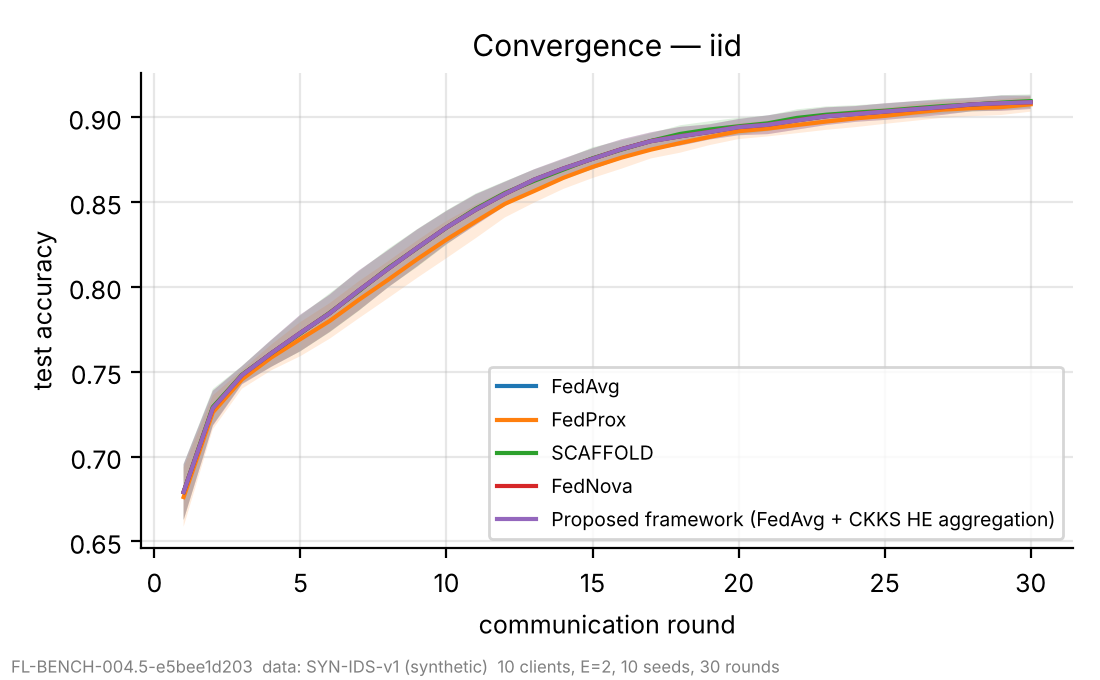 Convergence — iid
0.90
0.85
0.80
0.75
0.70
0.65
test accuracy
FedAvg
FedProx
SCAFFOLD
FedNova
Proposed framework (FedAvg + CKKS HE aggregation)
0 5 10 15 20 25 30
communication round
FL-BENCH-004.5-e5bee1d203 data: SYN-IDS-v1 (synthetic) 10 clients, E=2, 10 seeds, 30 rounds